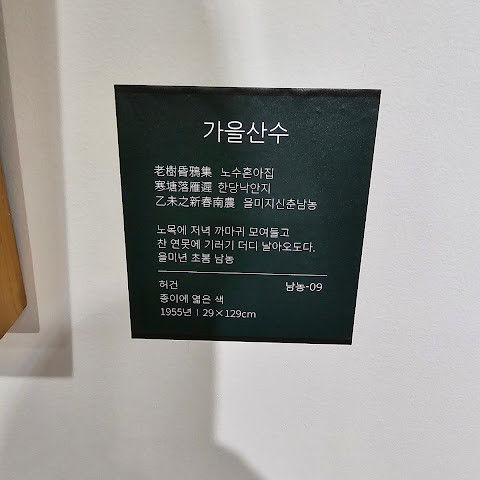 가을산수
老樹昏鴉集 노수혼아집
寒塘落雁遲 한당낙안지
乙未之新春南農 을미지신춘남농
노목에 저녁 까마귀 모여들고
찬 연못에 기러기 더디 날아오도다.
을미년 초봄 남농
허건 남농-09
종이에 엷은 색
1955년 | 29×129cm